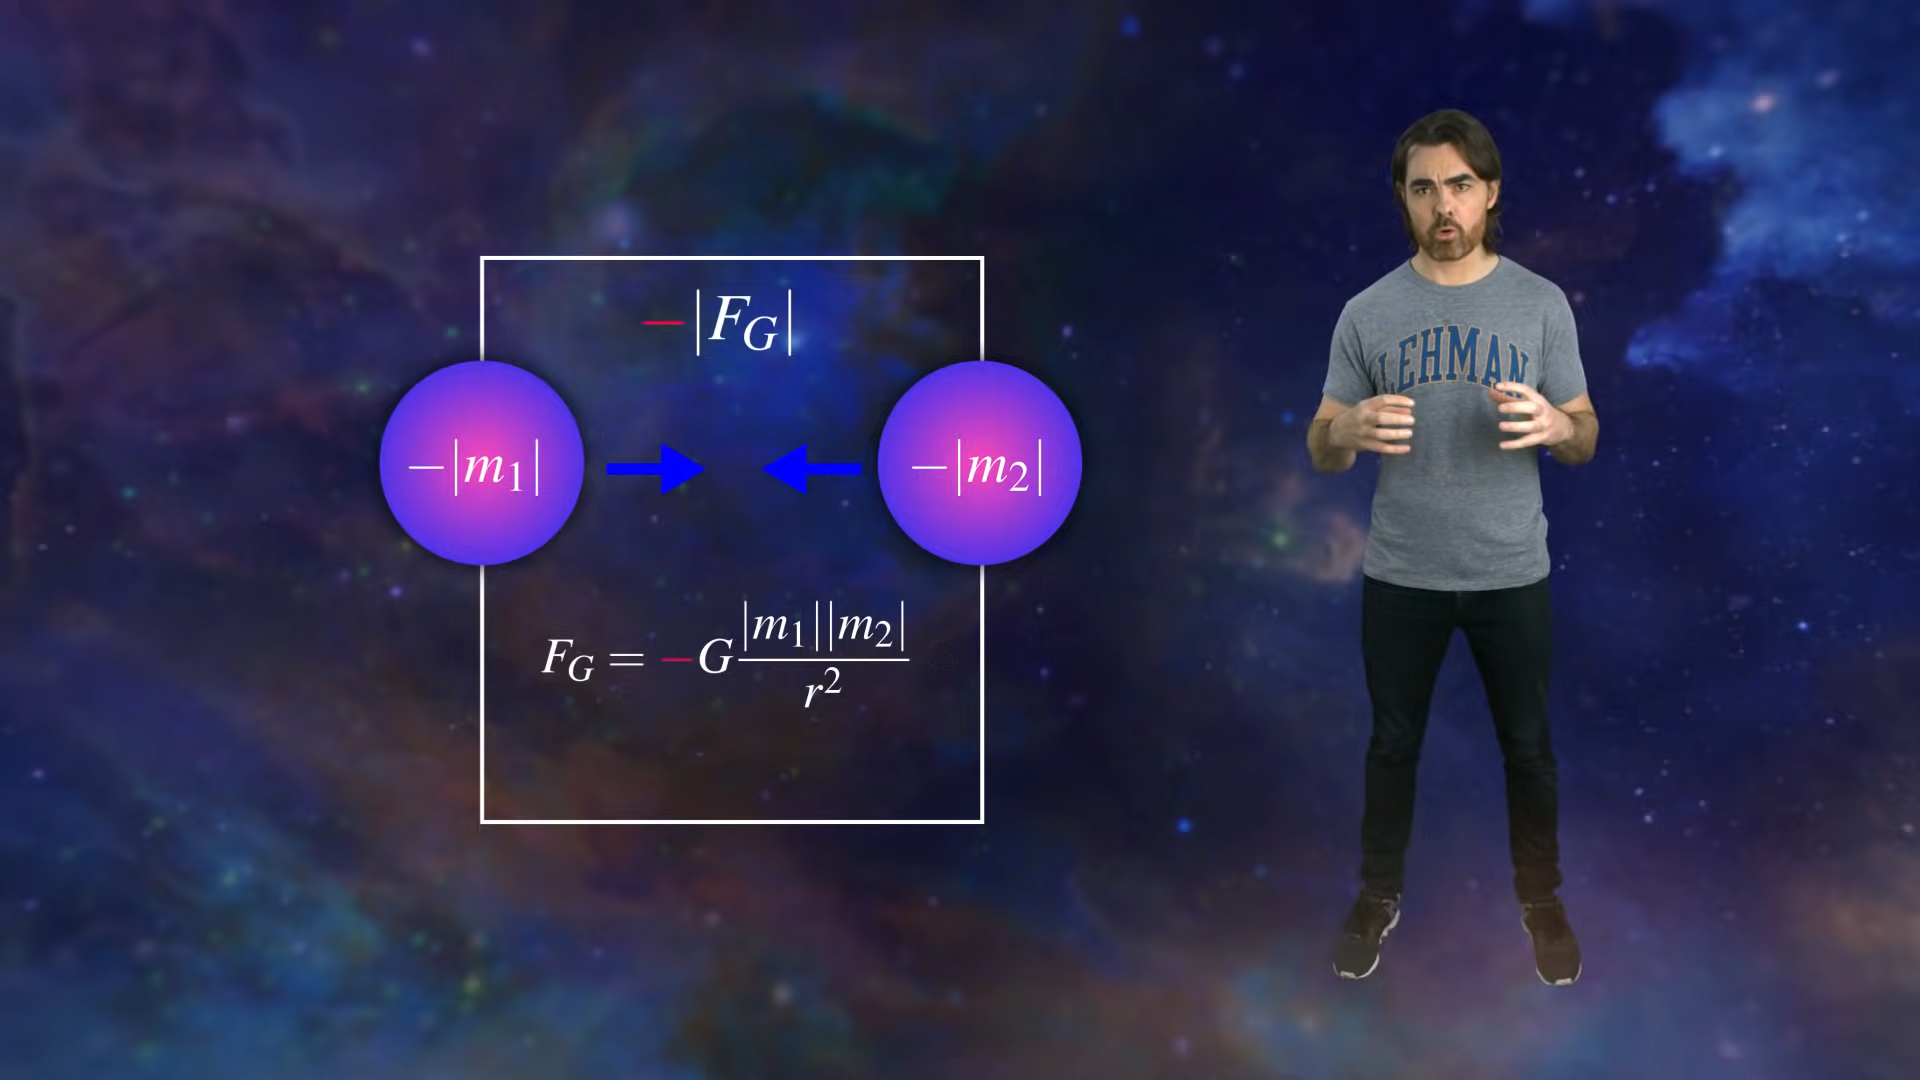 −|F_G|
LEHMAN
−|m₁| −|m₂|
F_G = −G |m₁||m₂| / r²